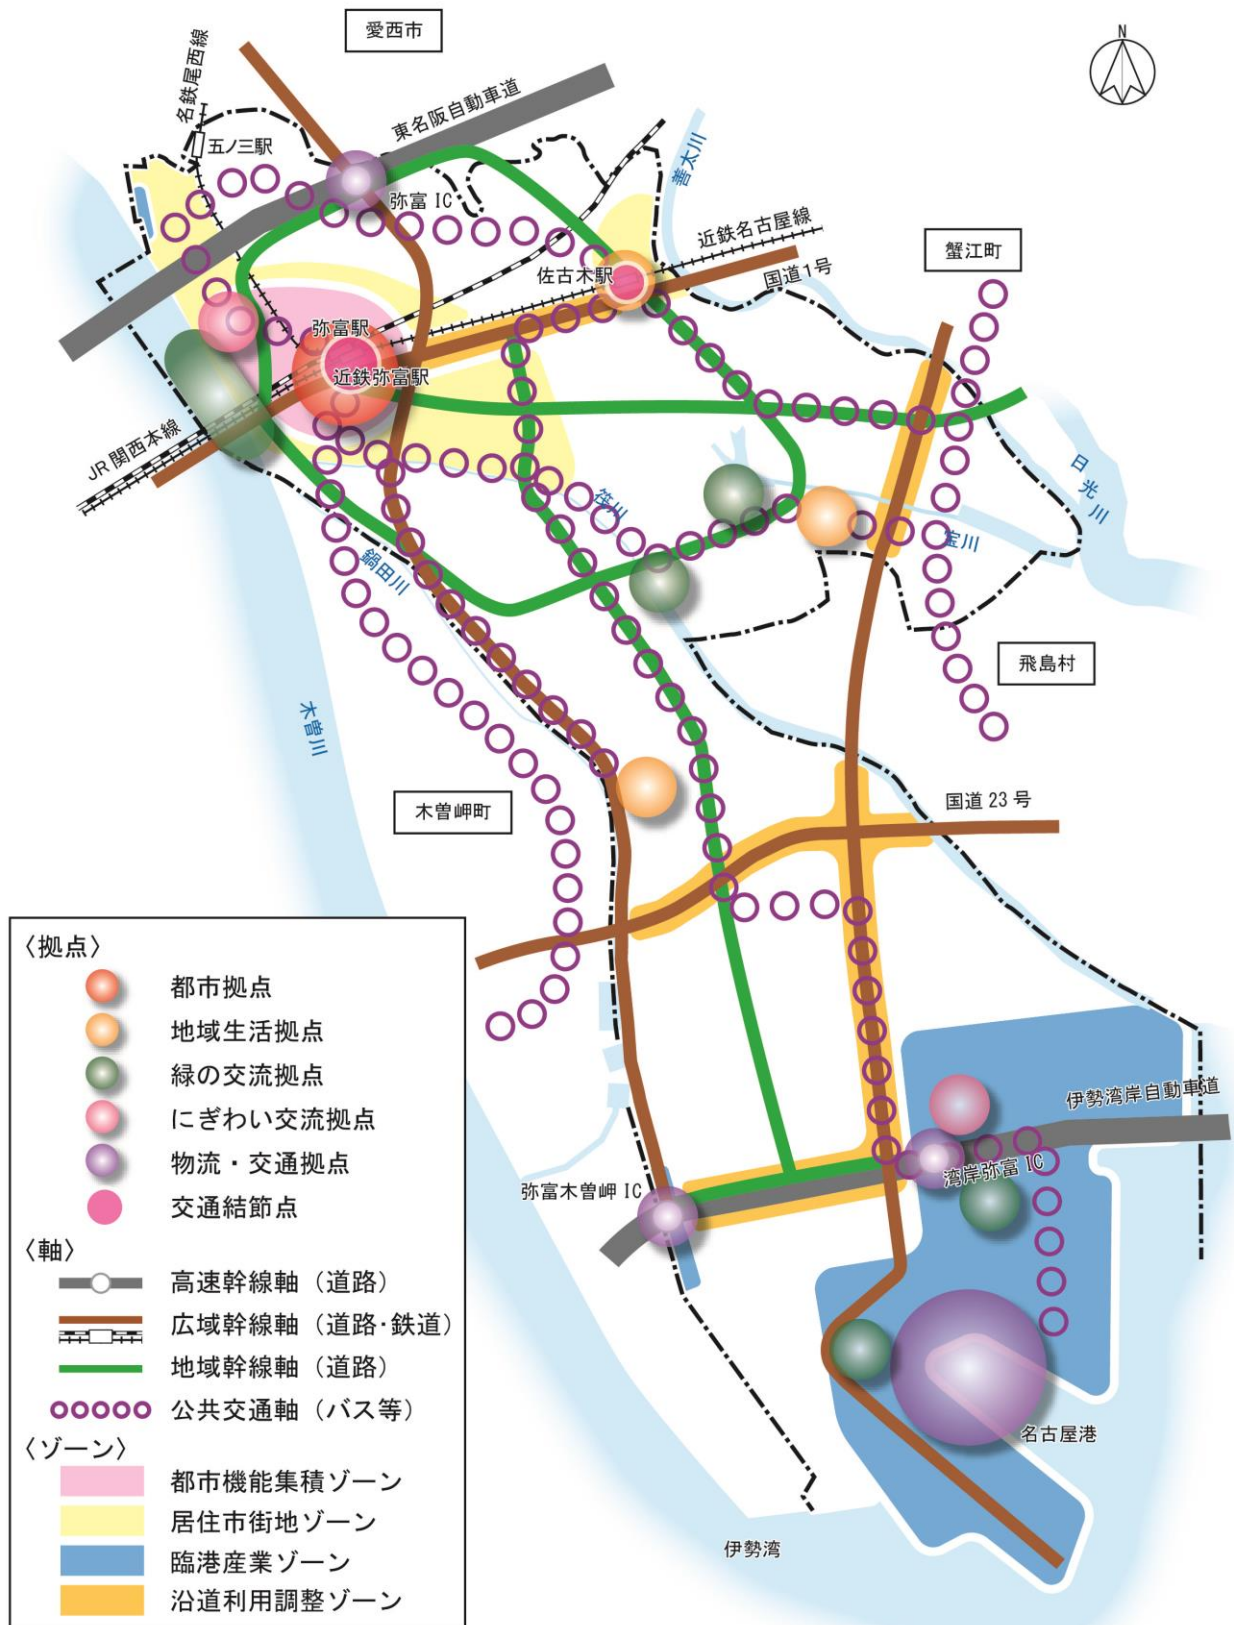 愛西市
N
名鉄尾西線
東名阪自動車道
五ノ三駅
善太川
弥富 IC
近鉄名古屋線
蟹江町
佐古木駅
国道1号
弥富駅
近鉄弥富駅
JR 関西本線
日光川
筏川
宝川
鍋田川
飛島村
木曽川
木曽岬町
国道 23 号
伊勢湾岸自動車道
湾岸弥富 IC
弥富木曽岬 IC
名古屋港
伊勢湾
〈拠点〉
都市拠点
地域生活拠点
緑の交流拠点
にぎわい交流拠点
物流・交通拠点
交通結節点
〈軸〉
高速幹線軸（道路）
広域幹線軸（道路・鉄道）
地域幹線軸（道路）
公共交通軸（バス等）
〈ゾーン〉
都市機能集積ゾーン
居住市街地ゾーン
臨港産業ゾーン
沿道利用調整ゾーン